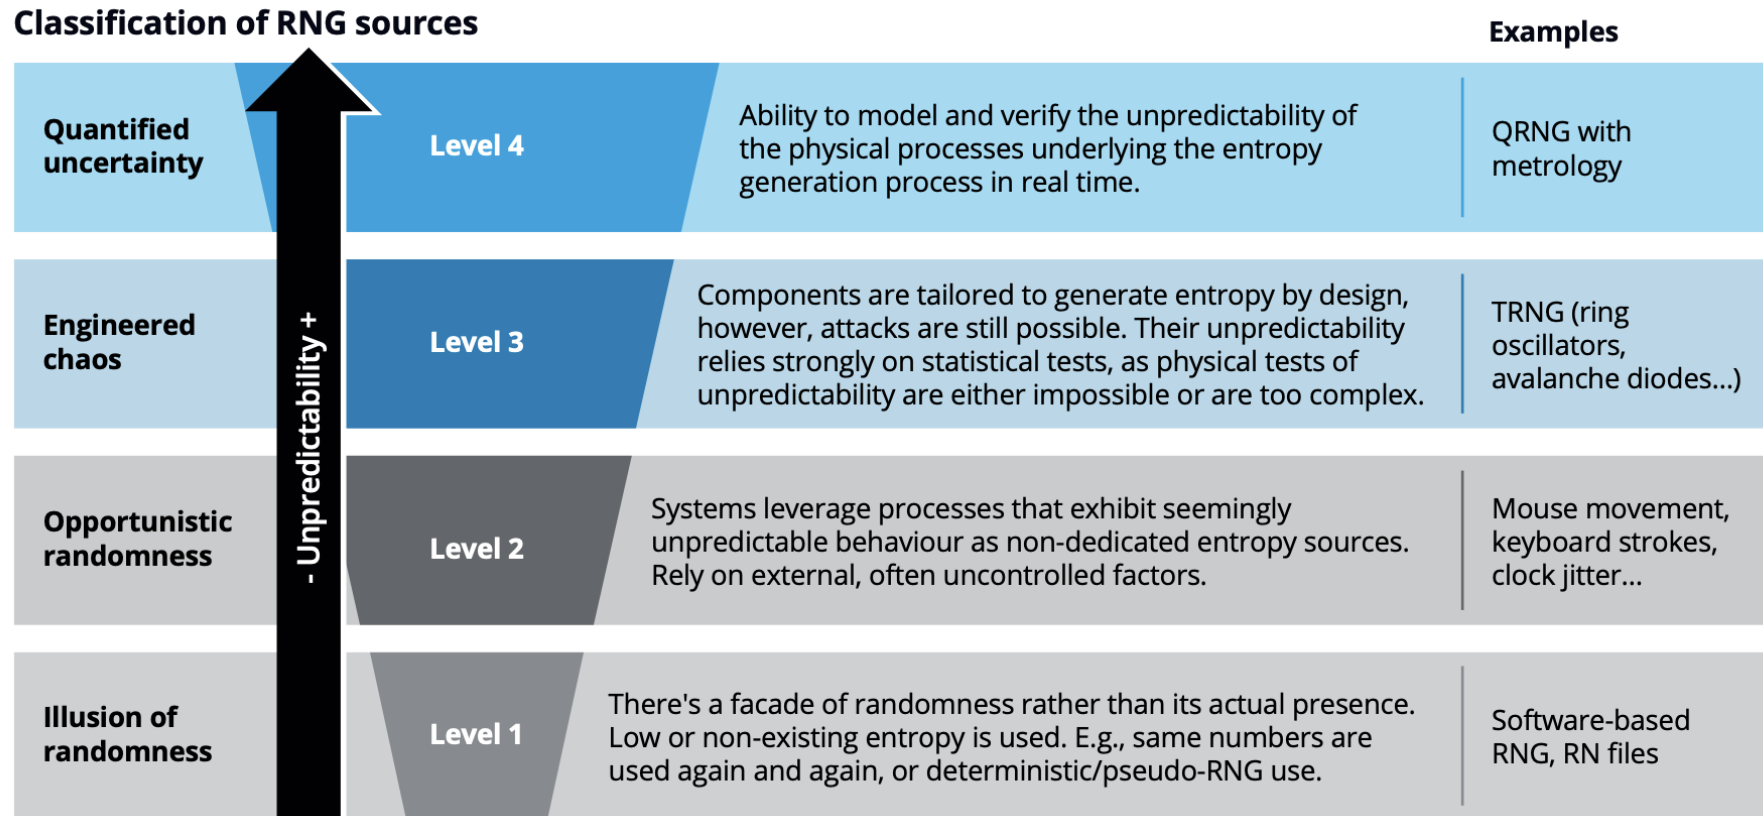 Classification of RNG sources
Examples
Quantified
uncertainty
Level 4
Ability to model and verify the unpredictability of
the physical processes underlying the entropy
generation process in real time.
QRNG with
metrology
Engineered
chaos
Level 3
Components are tailored to generate entropy by design,
however, attacks are still possible. Their unpredictability
relies strongly on statistical tests, as physical tests of
unpredictability are either impossible or are too complex.
TRNG (ring
oscillators,
avalanche diodes...)
- Unpredictability +
Opportunistic
randomness
Level 2
Systems leverage processes that exhibit seemingly
unpredictable behaviour as non-dedicated entropy sources.
Rely on external, often uncontrolled factors.
Mouse movement,
keyboard strokes,
clock jitter...
Illusion of
randomness
Level 1
There's a facade of randomness rather than its actual presence.
Low or non-existing entropy is used. E.g., same numbers are
used again and again, or deterministic/pseudo-RNG use.
Software-based
RNG, RN files